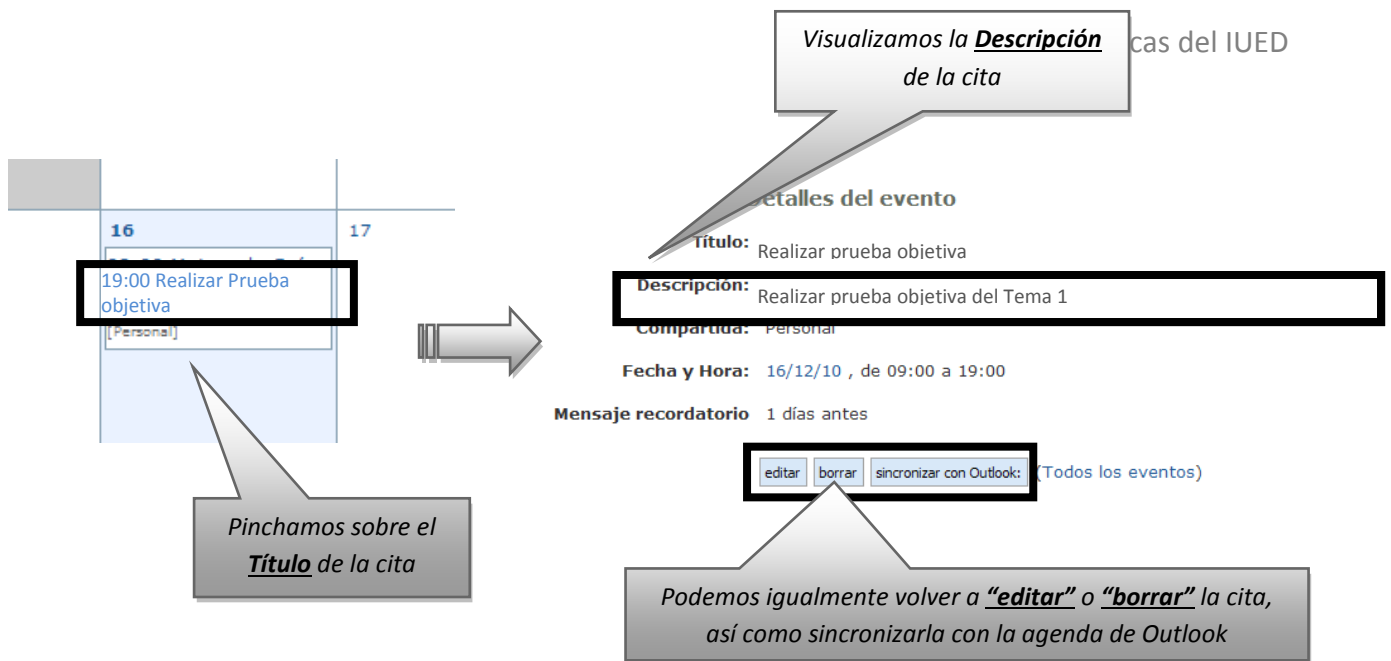 Visualizamos la Descripción
de la cita
cas del IUED
16
17
19:00 Realizar Prueba
objetiva
[Personal]
etalles del evento
Título: Realizar prueba objetiva
Descripción: Realizar prueba objetiva del Tema 1
Compartida: Personal
Fecha y Hora: 16/12/10 , de 09:00 a 19:00
Mensaje recordatorio 1 días antes
editar borrar sincronizar con Outlook: (Todos los eventos)
Pinchamos sobre el
Título de la cita
Podemos igualmente volver a “editar” o “borrar” la cita,
así como sincronizarla con la agenda de Outlook